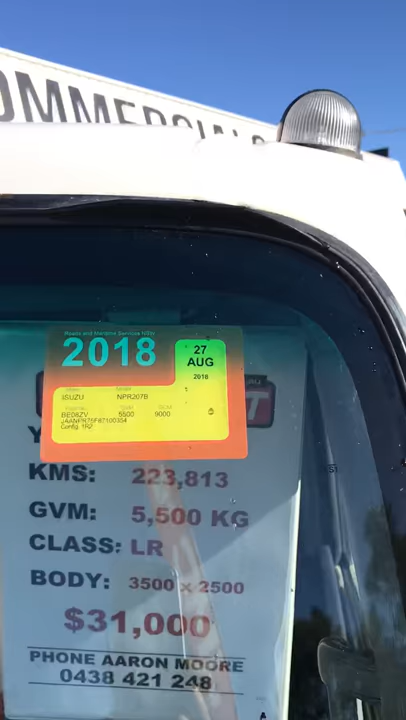 OMMERCIALS
Roads and Maritime Services NSW
2018
27
AUG
2018
ISUZU NPR207B
BE08ZV 5500 9000
Config. 1R2
KMS: 223,813
GVM: 5,500 KG
CLASS: LR
BODY: 3500 x 2500
$31,000
PHONE AARON MOORE
0438 421 248